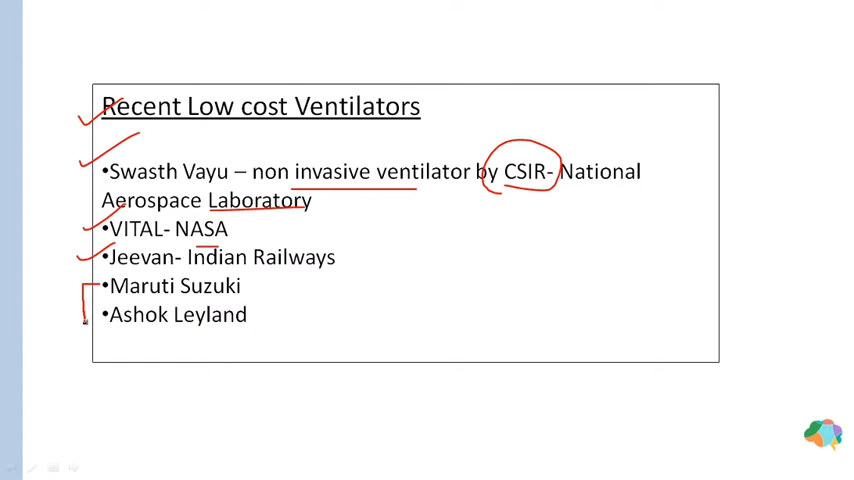 Recent Low cost Ventilators
•Swasth Vayu – non invasive ventilator by CSIR- National
Aerospace Laboratory
•VITAL- NASA
•Jeevan- Indian Railways
•Maruti Suzuki
•Ashok Leyland